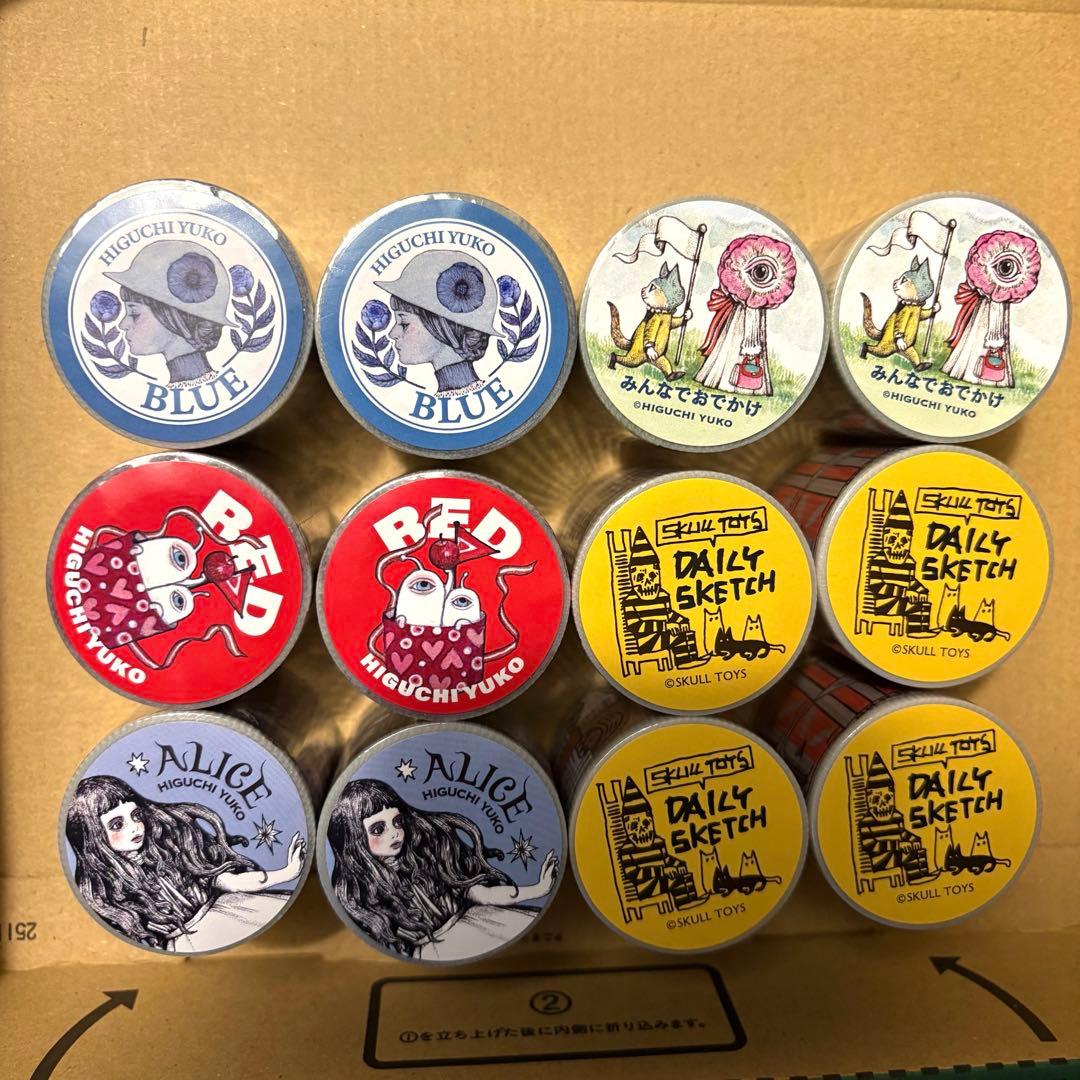 HIGUCHI YUKO
BLUE
HIGUCHI YUKO
BLUE
みんなでおでかけ
©HIGUCHI YUKO
みんなでおでかけ
©HIGUCHI YUKO
RED
HIGUCHI YUKO
RED
HIGUCHI YUKO
SKULL TOYS
DAILY
SKETCH
©SKULL TOYS
SKULL TOYS
DAILY
SKETCH
©SKULL TOYS
ALICE
HIGUCHI YUKO
ALICE
HIGUCHI YUKO
SKULL TOYS
DAILY
SKETCH
©SKULL TOYS
SKULL TOYS
DAILY
SKETCH
©SKULL TOYS
②
①を立ち上げた後に内側に折り込みます。